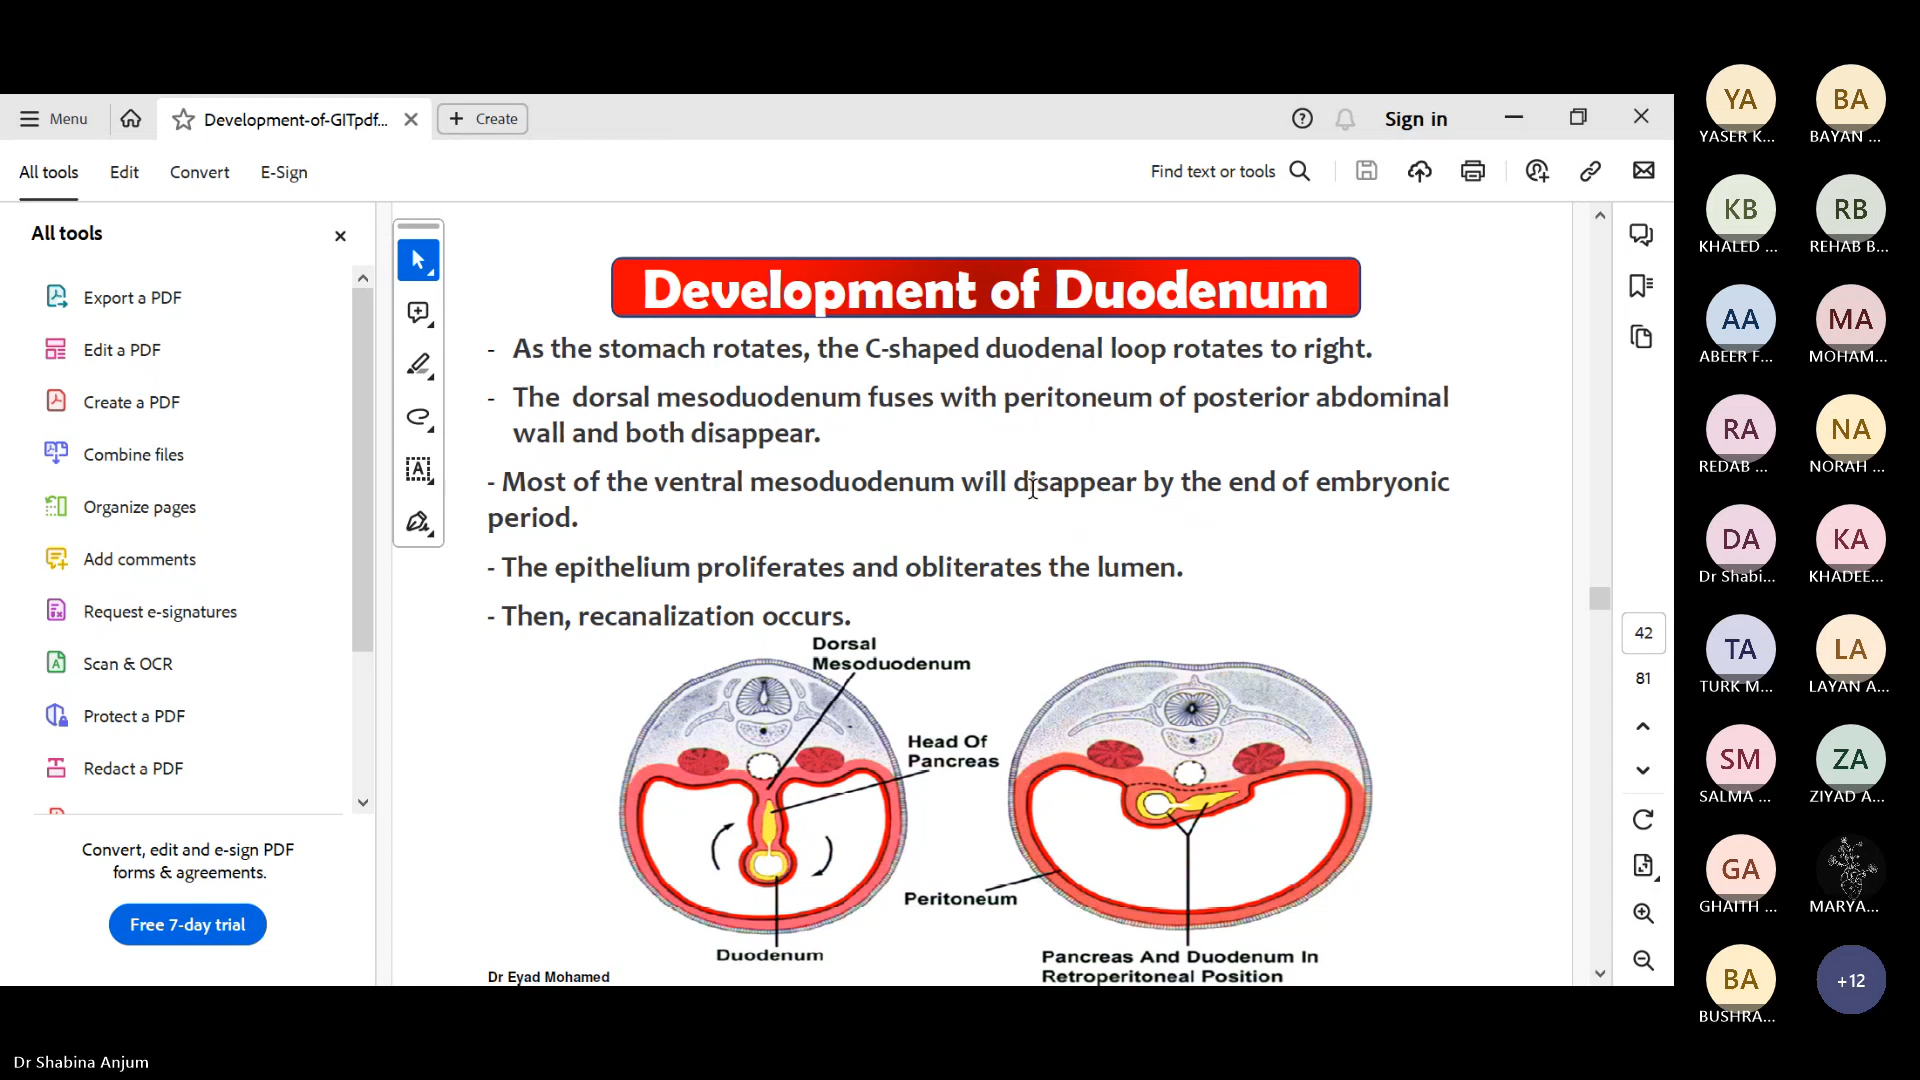 Menu
Development-of-GITpdf...
Create
Sign in
All tools
Edit
Convert
E-Sign
Find text or tools
All tools
Export a PDF
Edit a PDF
Create a PDF
Combine files
Organize pages
Add comments
Request e-signatures
Scan & OCR
Protect a PDF
Redact a PDF
Convert, edit and e-sign PDF
forms & agreements.
Free 7-day trial
Development of Duodenum
- As the stomach rotates, the C-shaped duodenal loop rotates to right.
- The dorsal mesoduodenum fuses with peritoneum of posterior abdominal
wall and both disappear.
- Most of the ventral mesoduodenum will disappear by the end of embryonic
period.
- The epithelium proliferates and obliterates the lumen.
- Then, recanalization occurs.
Dorsal
Mesoduodenum
Head Of
Pancreas
Peritoneum
Duodenum
Pancreas And Duodenum In
Retroperitoneal Position
Dr Eyad Mohamed
42
81
YA
YASER K...
BA
BAYAN ...
KB
KHALED ...
RB
REHAB B...
AA
ABEER F...
MA
MOHAM...
RA
REDAB ...
NA
NORAH ...
DA
Dr Shabi...
KA
KHADEE...
TA
TURK M...
LA
LAYAN A...
SM
SALMA ...
ZA
ZIYAD A...
GA
GHAITH ...
MARYA...
BA
BUSHRA...
+12
Dr Shabina Anjum